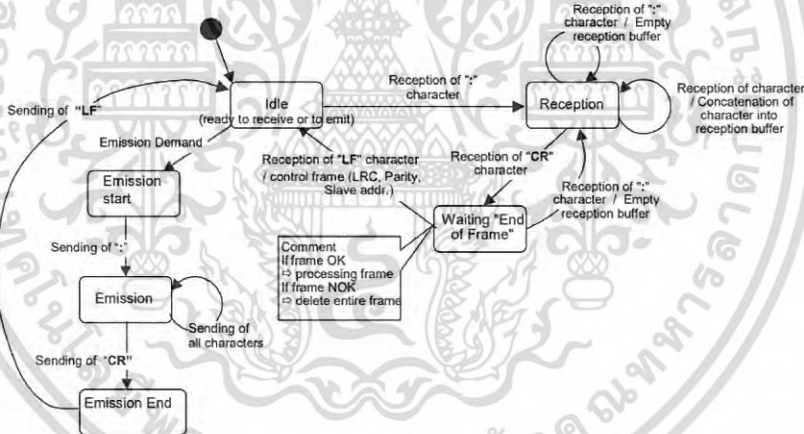 Reception of ":"
character / Empty
reception buffer
Idle
(ready to receive or to emit)
Reception of ":"
character
Reception
Reception of character
/ Concatenation of
character into
reception buffer
Sending of "LF"
Emission Demand
Reception of "LF" character
/ control frame (LRC, Parity,
Slave addr.)
Reception of "CR"
character
Emission
start
Reception of ":"
character / Empty
reception buffer
Waiting "End
of Frame"
Sending of ":"
Comment
If frame OK
⇨ processing frame
If frame NOK
⇨ delete entire frame
Emission
Sending of
all characters
Sending of "CR"
Emission End